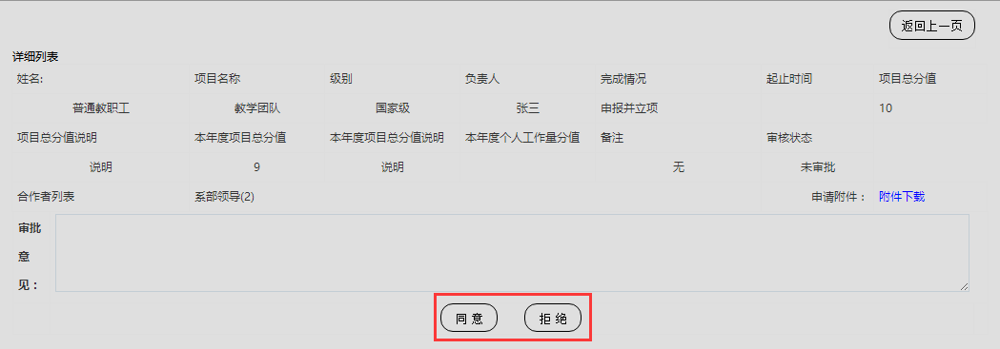 返回上一页
详细列表
姓名: 项目名称 级别 负责人 完成情况 起止时间 项目总分值
普通教职工 教学团队 国家级 张三 申报并立项 10
项目总分值说明 本年度项目总分值 本年度项目总分值说明 本年度个人工作量分值 备注 审核状态
说明 9 说明 无 未审批
合作者列表 系部领导(2) 申请附件： 附件下载
审批
意
见：
同 意 拒 绝